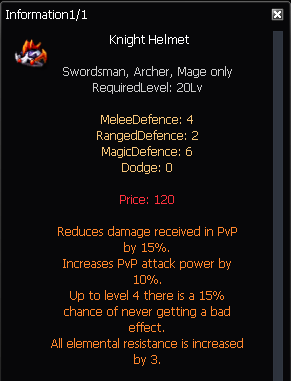 Information1/1
Knight Helmet
Swordsman, Archer, Mage only
RequiredLevel: 20Lv
MeleeDefence: 4
RangedDefence: 2
MagicDefence: 6
Dodge: 0
Price: 120
Reduces damage received in PvP
by 15%.
Increases PvP attack power by
10%.
Up to level 4 there is a 15%
chance of never getting a bad
effect.
All elemental resistance is increased
by 3.